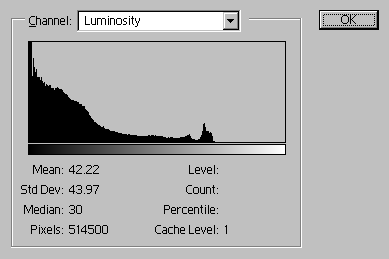 Channel: Luminosity
OK
Mean: 42.22 Level:
Std Dev: 43.97 Count:
Median: 30 Percentile:
Pixels: 514500 Cache Level: 1